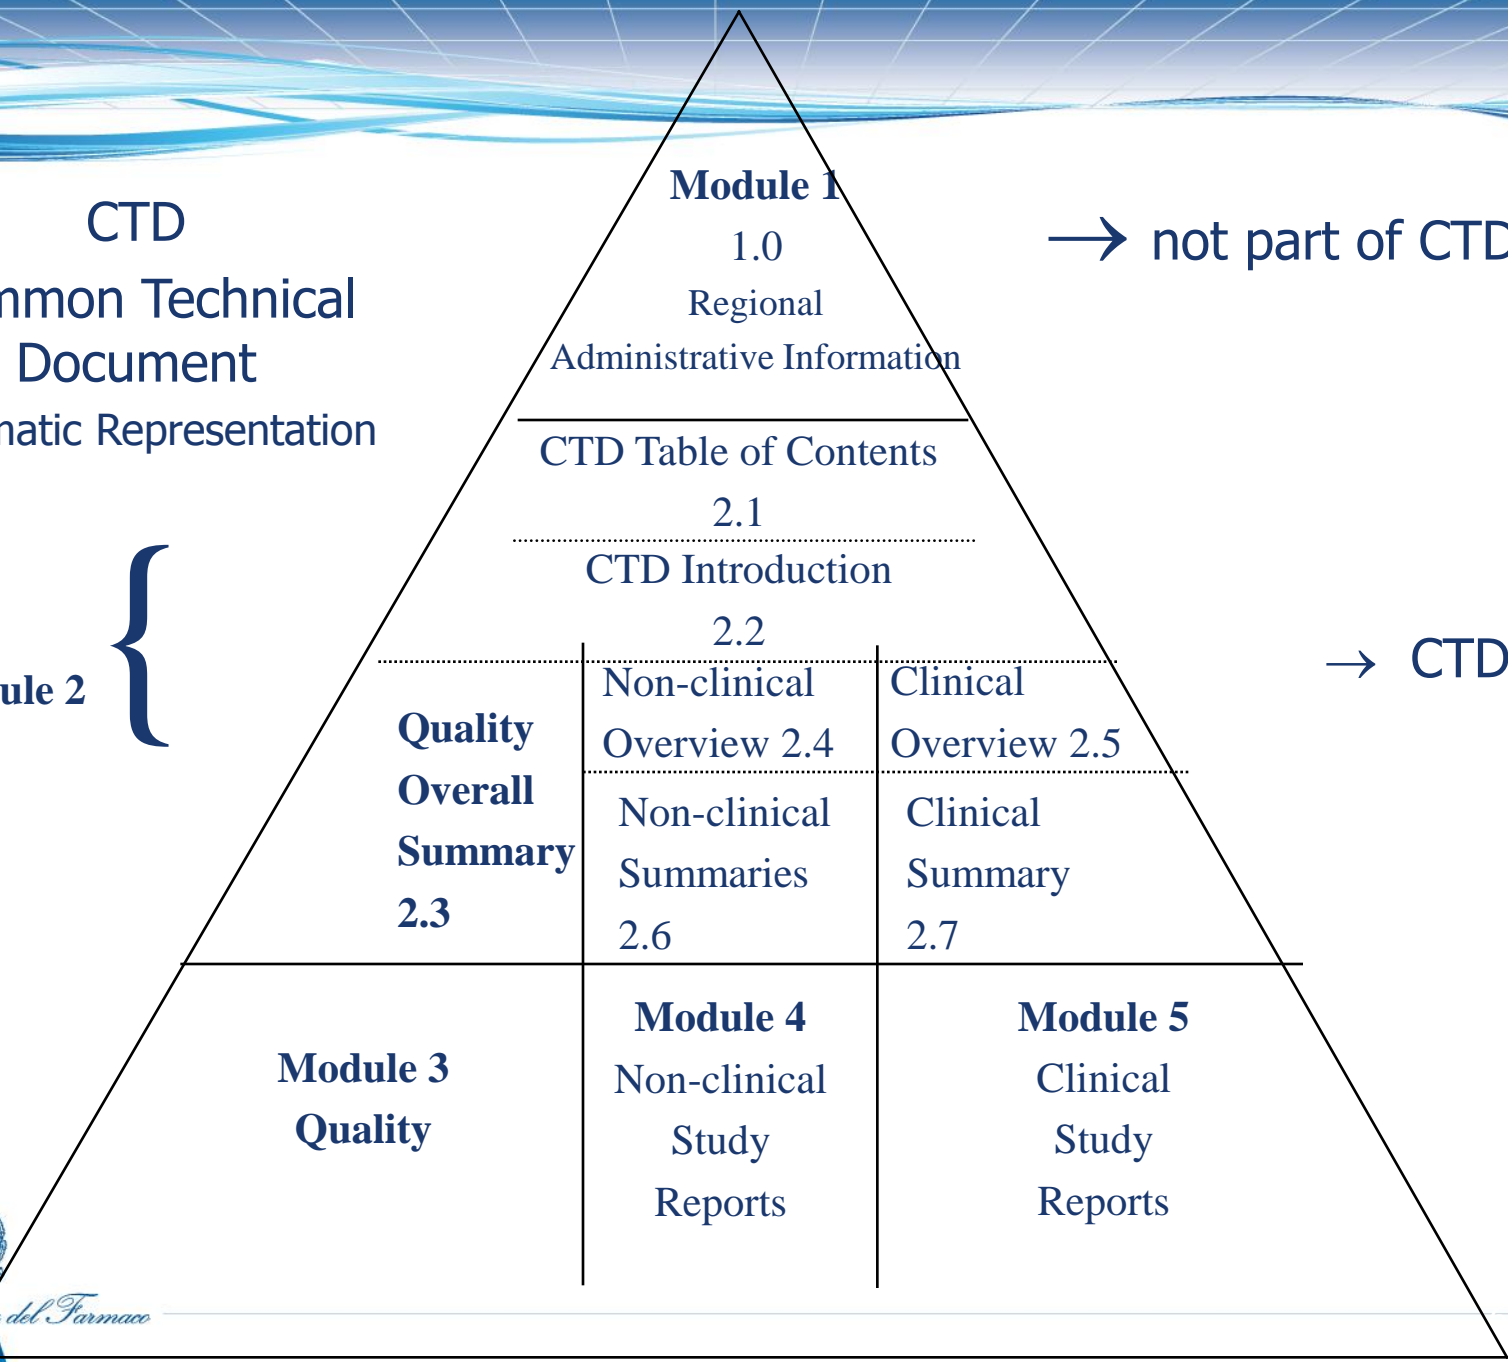 CTD
mmon Technical
Document
matic Representation
Module 1
1.0
Regional
Administrative Information
→ not part of CTD
CTD Table of Contents
2.1
CTD Introduction
2.2
ule 2
{
→ CTD
Quality
Overall
Summary
2.3
Non-clinical
Overview 2.4
Clinical
Overview 2.5
Non-clinical
Summaries
2.6
Clinical
Summary
2.7
Module 3
Quality
Module 4
Non-clinical
Study
Reports
Module 5
Clinical
Study
Reports
del Farmaco